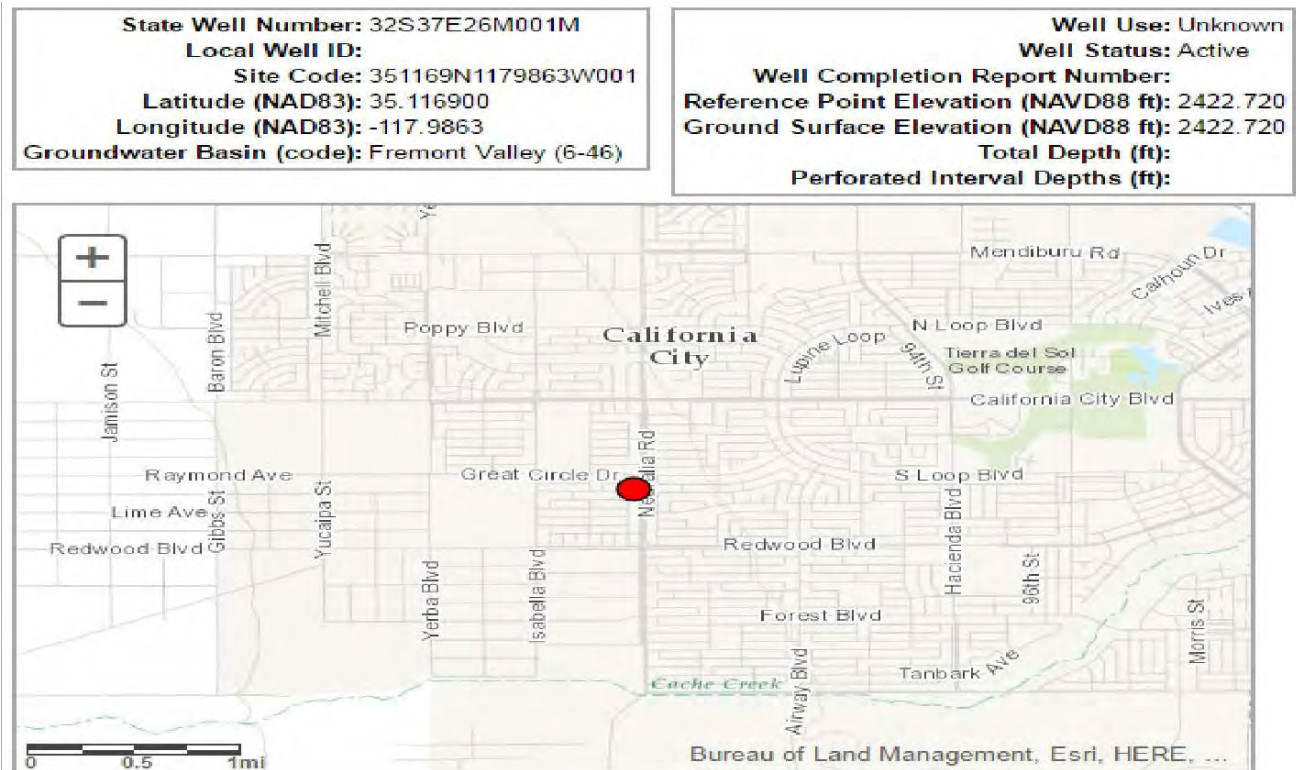 State Well Number: 32S37E26M001M
Local Well ID:
Site Code: 351169N1179863W001
Latitude (NAD83): 35.116900
Longitude (NAD83): -117.9863
Groundwater Basin (code): Fremont Valley (6-46)
Well Use: Unknown
Well Status: Active
Well Completion Report Number:
Reference Point Elevation (NAVD88 ft): 2422.720
Ground Surface Elevation (NAVD88 ft): 2422.720
Total Depth (ft):
Perforated Interval Depths (ft):
+
−
Mendiburu Rd
Calhoun Dr
Ives
Mitchell Blvd
Baron Blvd
Jamison St
Poppy Blvd
California
City
Lupine Loop
N Loop Blvd
94th St
Tierra del Sol
Golf Course
California City Blvd
Raymond Ave
Great Circle Dr
S Loop Blvd
Lime Ave
Gibbs St
Yucaipa St
Redwood Blvd
Redwood Blvd
Hacienda Blvd
96th St
Yerba Blvd
Isabella Blvd
Forest Blvd
Morris St
Tanbark Ave
Airway Blvd
Cache Creek
0 0.5 1mi
Bureau of Land Management, Esri, HERE, ...